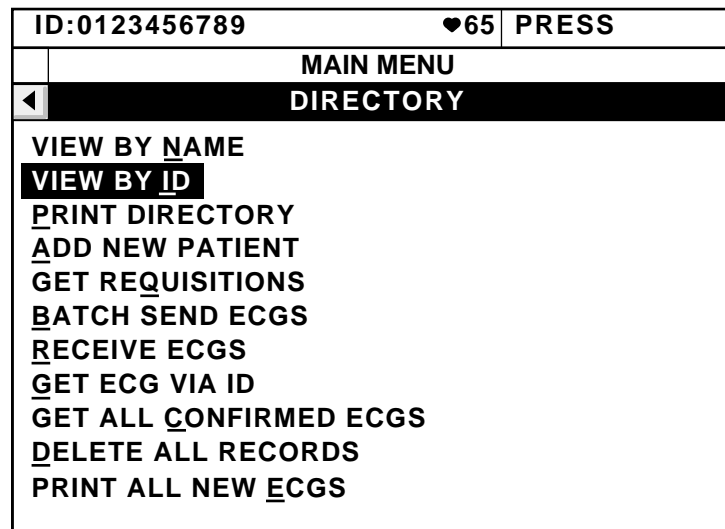 ID:0123456789 ♥65 PRESS
MAIN MENU
DIRECTORY
VIEW BY NAME
VIEW BY ID
PRINT DIRECTORY
ADD NEW PATIENT
GET REQUISITIONS
BATCH SEND ECGS
RECEIVE ECGS
GET ECG VIA ID
GET ALL CONFIRMED ECGS
DELETE ALL RECORDS
PRINT ALL NEW ECGS